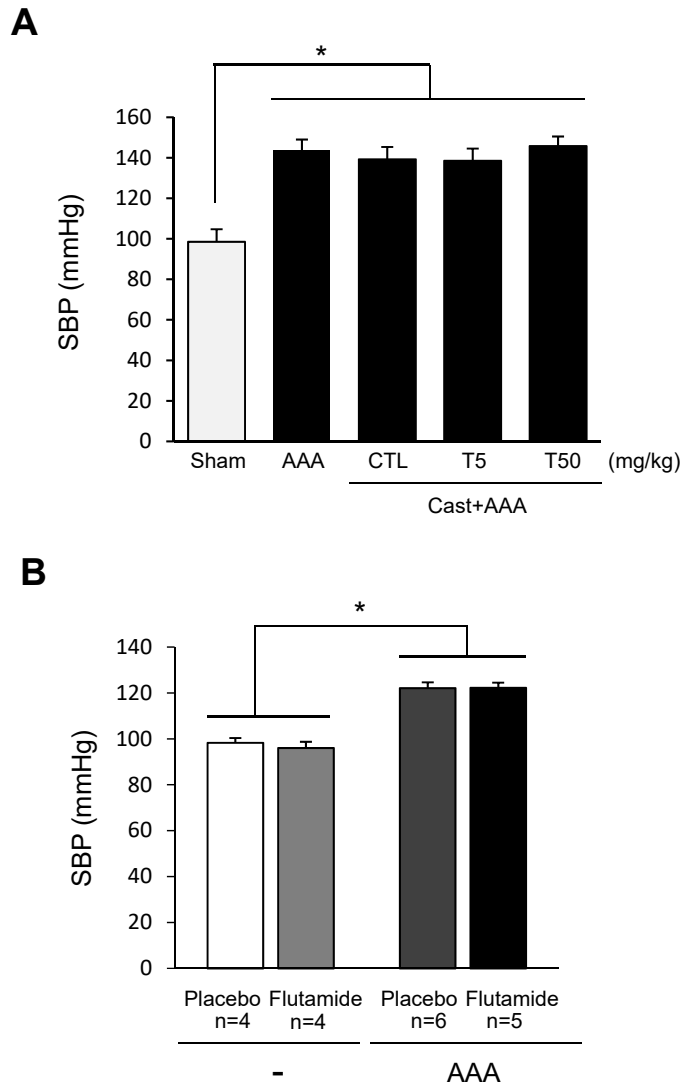 A
*
160
140
120
100
80
60
40
20
0
SBP (mmHg)
Sham AAA CTL T5 T50 (mg/kg)
Cast+AAA
B
*
140
120
100
80
60
40
20
0
SBP (mmHg)
Placebo Flutamide Placebo Flutamide
n=4 n=4 n=6 n=5
- AAA